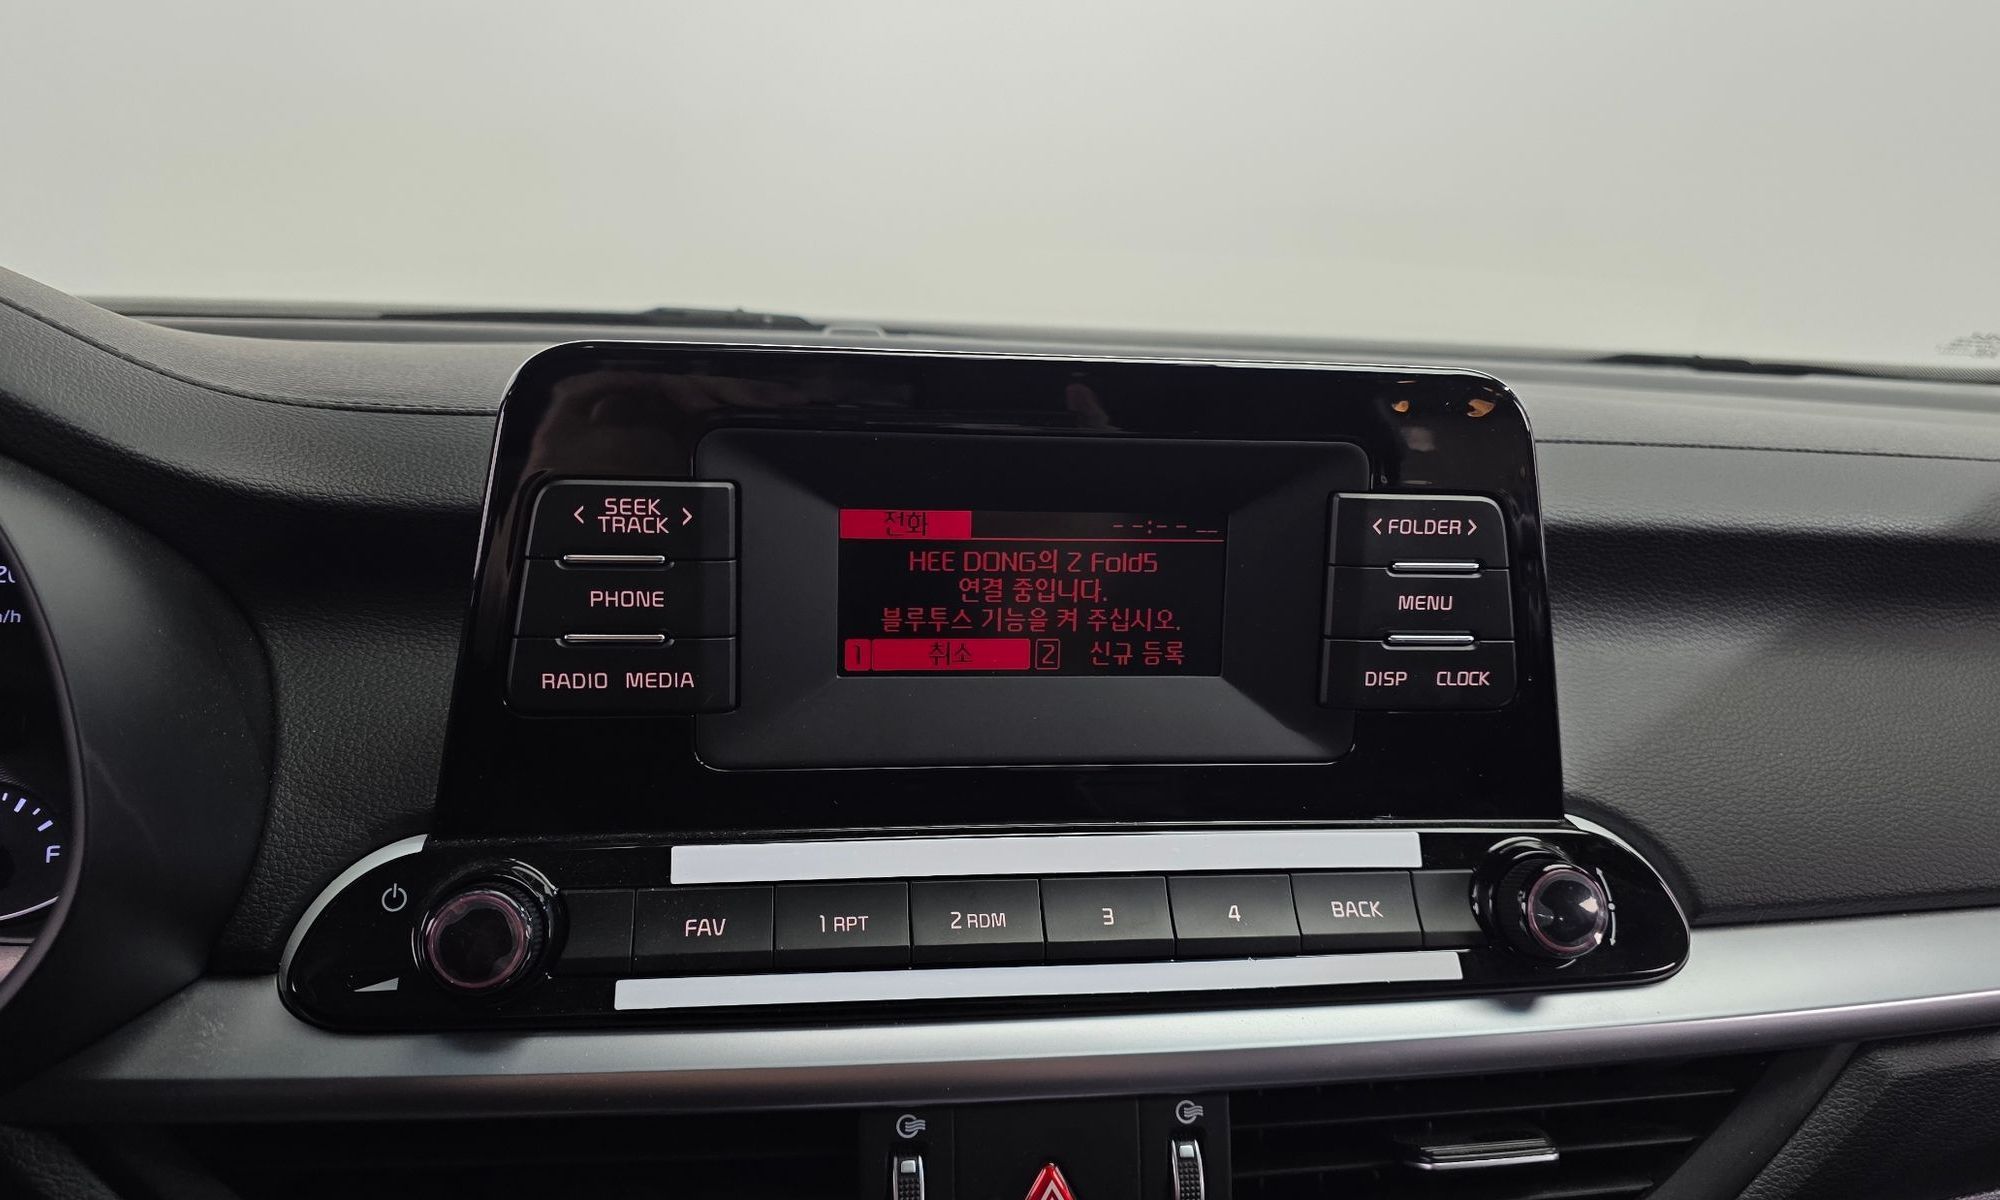 SEEK
TRACK
PHONE
RADIO MEDIA
전화 --:-- --
HEE DONG의 Z Fold5
연결 중입니다.
블루투스 기능을 켜 주십시오.
1 취소 2 신규 등록
FOLDER
MENU
DISP CLOCK
FAV
1 RPT
2 RDM
3
4
BACK
F